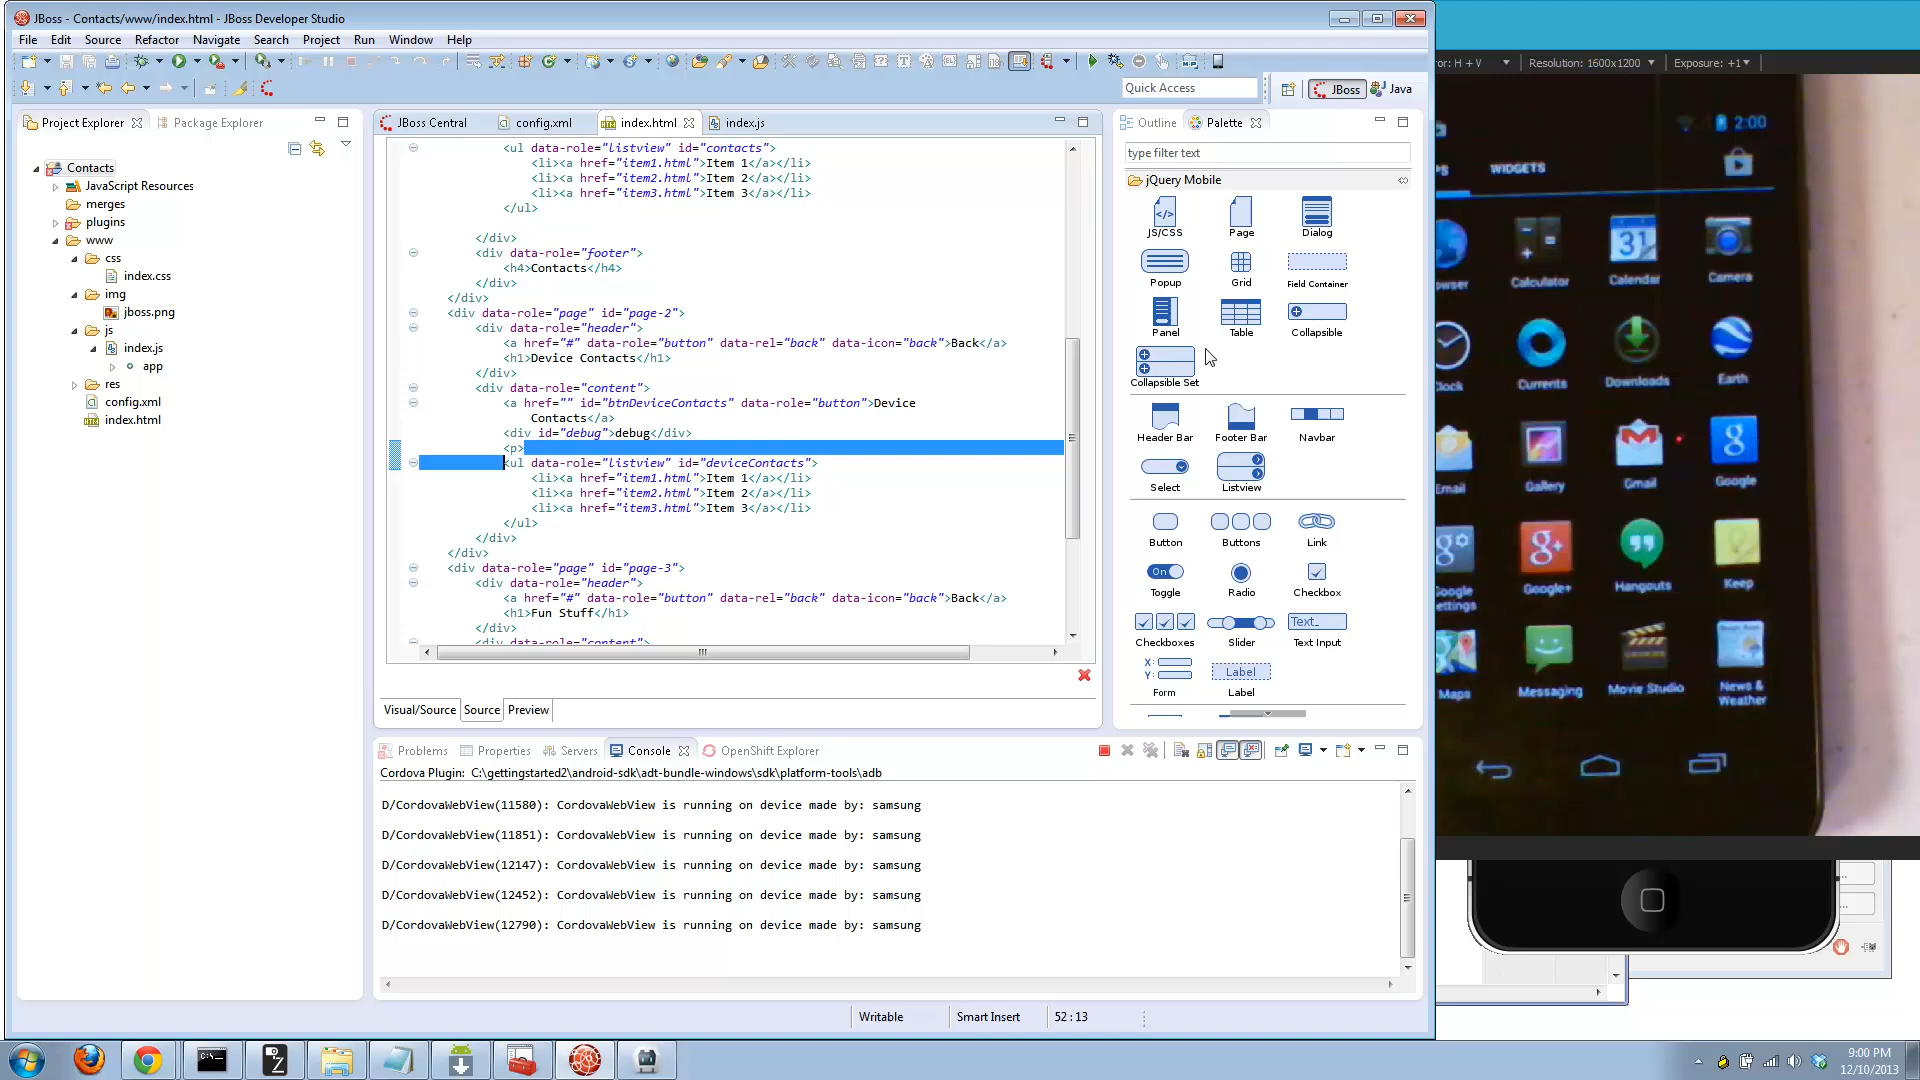 JBoss - Contacts/www/index.html - JBoss Developer Studio
File Edit Source Refactor Navigate Search Project Run Window Help
Quick Access
JBoss
Java
Project Explorer
Package Explorer
Contacts
JavaScript Resources
merges
plugins
www
css
index.css
img
jboss.png
js
index.js
app
res
config.xml
index.html
JBoss Central
config.xml
index.html
index.js
<ul data-role="listview" id="contacts">
<li><a href="item1.html">Item 1</a></li>
<li><a href="item2.html">Item 2</a></li>
<li><a href="item3.html">Item 3</a></li>
</ul>
</div>
<div data-role="footer">
<h4>Contacts</h4>
</div>
</div>
<div data-role="page" id="page-2">
<div data-role="header">
<a href="#" data-role="button" data-rel="back" data-icon="back">Back</a>
<h1>Device Contacts</h1>
</div>
<div data-role="content">
<a href="" id="btnDeviceContacts" data-role="button">Device
Contacts</a>
<div id="debug">debug</div>
<p>
<ul data-role="listview" id="deviceContacts">
<li><a href="item1.html">Item 1</a></li>
<li><a href="item2.html">Item 2</a></li>
<li><a href="item3.html">Item 3</a></li>
</ul>
</div>
</div>
<div data-role="page" id="page-3">
<div data-role="header">
<a href="#" data-role="button" data-rel="back" data-icon="back">Back</a>
<h1>Fun Stuff</h1>
</div>
<div data-role="content">
Visual/Source
Source
Preview
Outline
Palette
type filter text
jQuery Mobile
JS/CSS
Page
Dialog
Popup
Grid
Field Container
Panel
Table
Collapsible
Collapsible Set
Header Bar
Footer Bar
Navbar
Select
Listview
Button
Buttons
Link
On
Toggle
Radio
Checkbox
Text_
Checkboxes
Slider
Text Input
X:
Y:
Label
Form
Label
Problems
Properties
Servers
Console
OpenShift Explorer
Cordova Plugin: C:\gettingstarted2\android-sdk\adt-bundle-windows\sdk\platform-tools\adb
D/CordovaWebView(11580): CordovaWebView is running on device made by: samsung
D/CordovaWebView(11851): CordovaWebView is running on device made by: samsung
D/CordovaWebView(12147): CordovaWebView is running on device made by: samsung
D/CordovaWebView(12452): CordovaWebView is running on device made by: samsung
D/CordovaWebView(12790): CordovaWebView is running on device made by: samsung
Writable
Smart Insert
52 : 13
ror: H + V
Resolution: 1600x1200
Exposure: +1
2:00
PS
WIDGETS
owser
Calculator
31
Calendar
Camera
Clock
Currents
Downloads
Earth
Email
Gallery
Gmail
Google
Google
Settings
Google+
Hangouts
Keep
Maps
Messaging
Movie Studio
News &
Weather
9:00 PM
12/10/2013